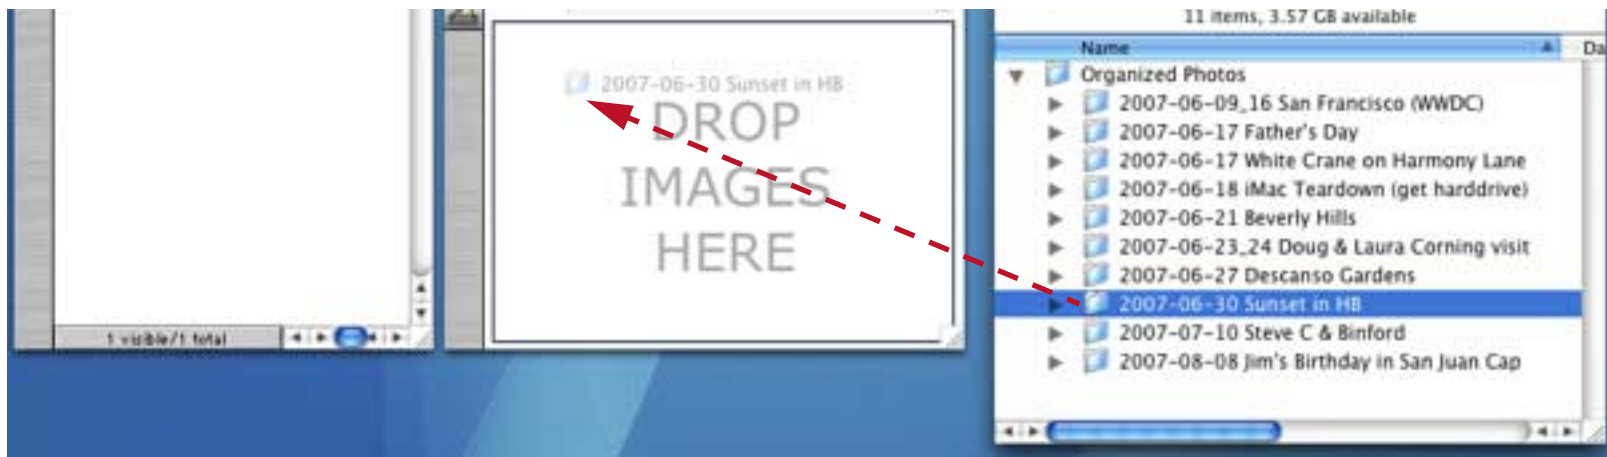 1 visible/1 total
2007-06-30 Sunset in HB
DROP
IMAGES
HERE
11 items, 3.57 GB available
Name
Da
Organized Photos
2007-06-09_16 San Francisco (WWDC)
2007-06-17 Father's Day
2007-06-17 White Crane on Harmony Lane
2007-06-18 iMac Teardown (get harddrive)
2007-06-21 Beverly Hills
2007-06-23_24 Doug & Laura Corning visit
2007-06-27 Descanso Gardens
2007-06-30 Sunset in HB
2007-07-10 Steve C & Binford
2007-08-08 Jim's Birthday in San Juan Cap